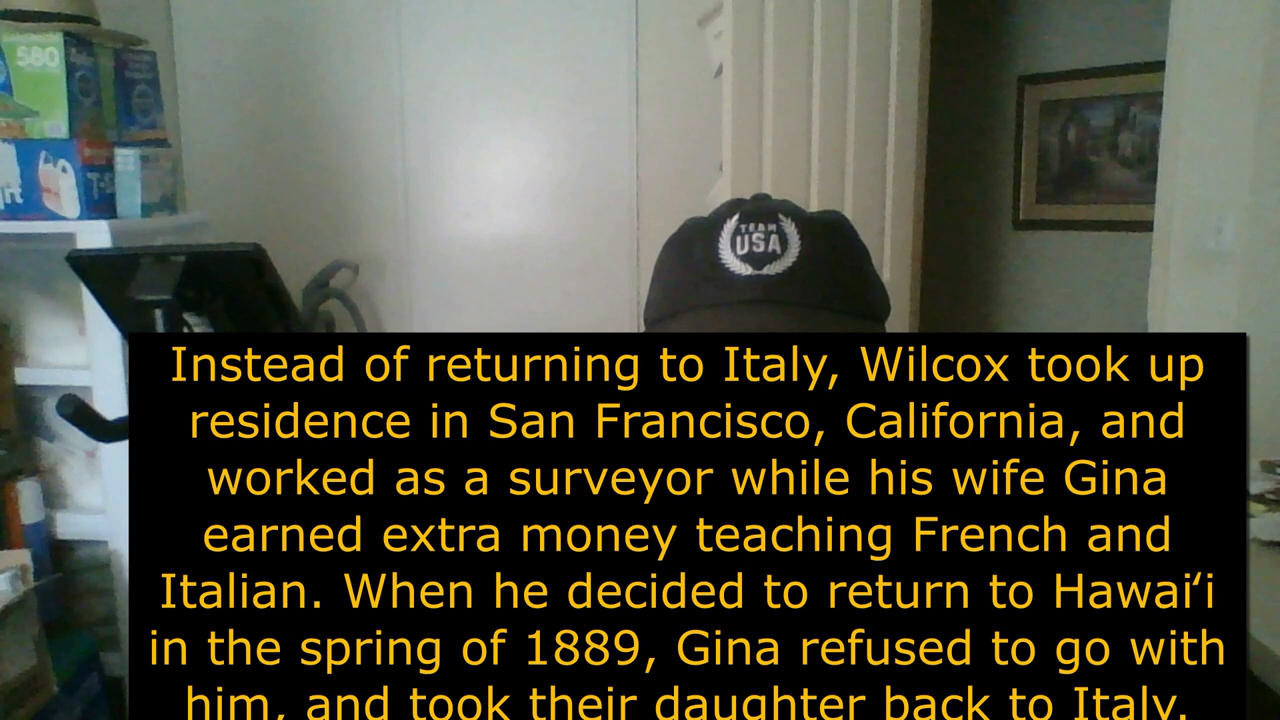 580
T-S
TEAM
USA
Instead of returning to Italy, Wilcox took up
residence in San Francisco, California, and
worked as a surveyor while his wife Gina
earned extra money teaching French and
Italian. When he decided to return to Hawaiʻi
in the spring of 1889, Gina refused to go with
him, and took their daughter back to Italy.